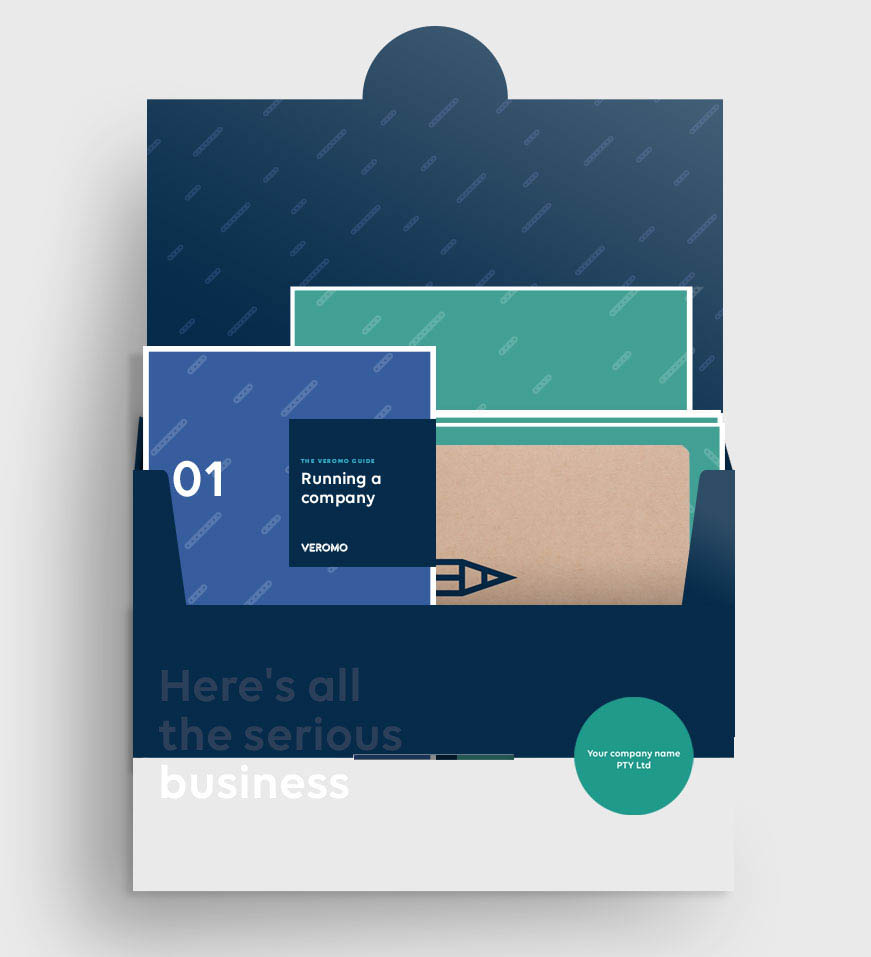 01
THE VEROMO GUIDE
Running a
company
VEROMO
Here's all
the serious
business
Your company name
PTY Ltd